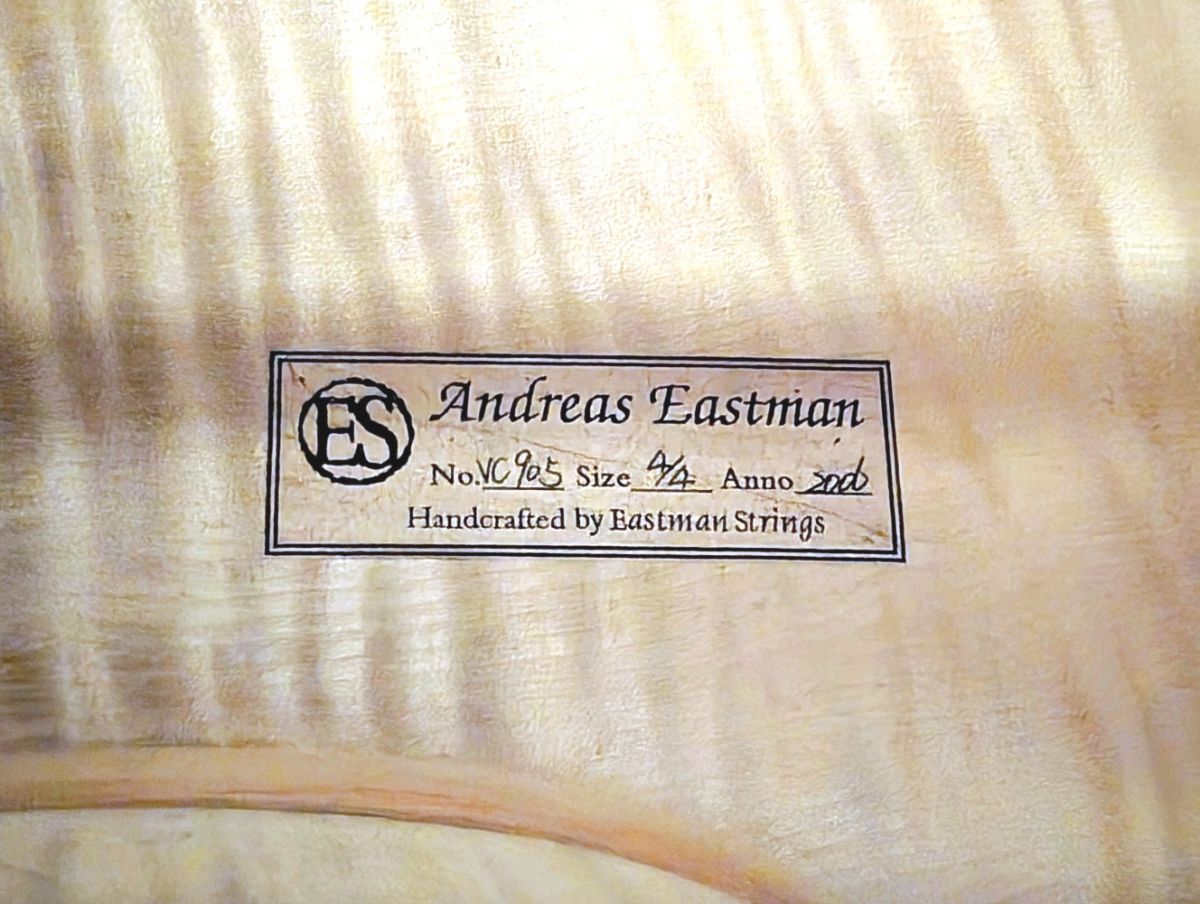 ES
Andreas Eastman
No. VC905 Size 4/4 Anno 2006
Handcrafted by Eastman Strings